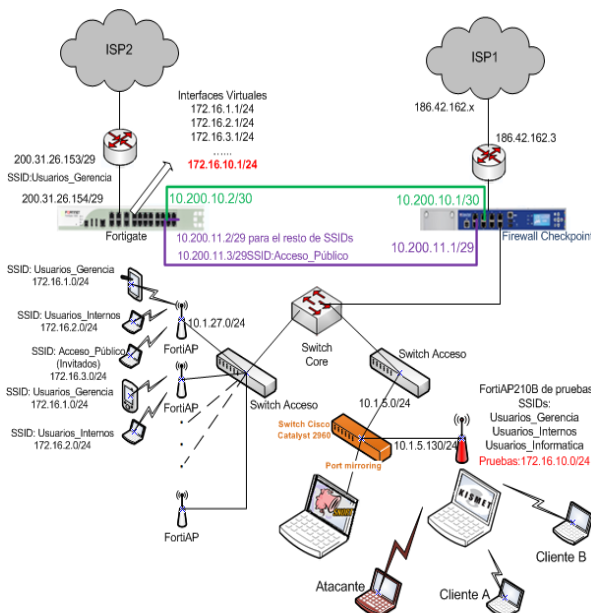 ISP2
ISP1
Interfaces Virtuales
172.16.1.1/24
172.16.2.1/24
172.16.3.1/24
......
172.16.10.1/24
186.42.162.x
186.42.162.3
200.31.26.153/29
SSID:Usuarios_Gerencia
200.31.26.154/29
10.200.10.2/30
10.200.10.1/30
Fortigate
Firewall Checkpoint
10.200.11.2/29 para el resto de SSIDs
10.200.11.3/29SSID:Acceso_Público
10.200.11.1/29
SSID: Usuarios_Gerencia
172.16.1.0/24
SSID: Usuarios_Internos
172.16.2.0/24
SSID: Acceso_Público
(Invitados)
172.16.3.0/24
SSID: Usuarios_Gerencia
172.16.1.0/24
SSID: Usuarios_Internos
172.16.2.0/24
10.1.27.0/24
FortiAP
FortiAP
FortiAP
Switch Acceso
Switch
Core
Switch Acceso
10.1.5.0/24
Switch Cisco
Catalyst 2960
Port mirroring
10.1.5.130/24
FortiAP210B de pruebas
SSIDs:
Usuarios_Gerencia
Usuarios_Internos
Usuarios_Informatica
Pruebas:172.16.10.0/24
KISMET
Atacante
Cliente A
Cliente B